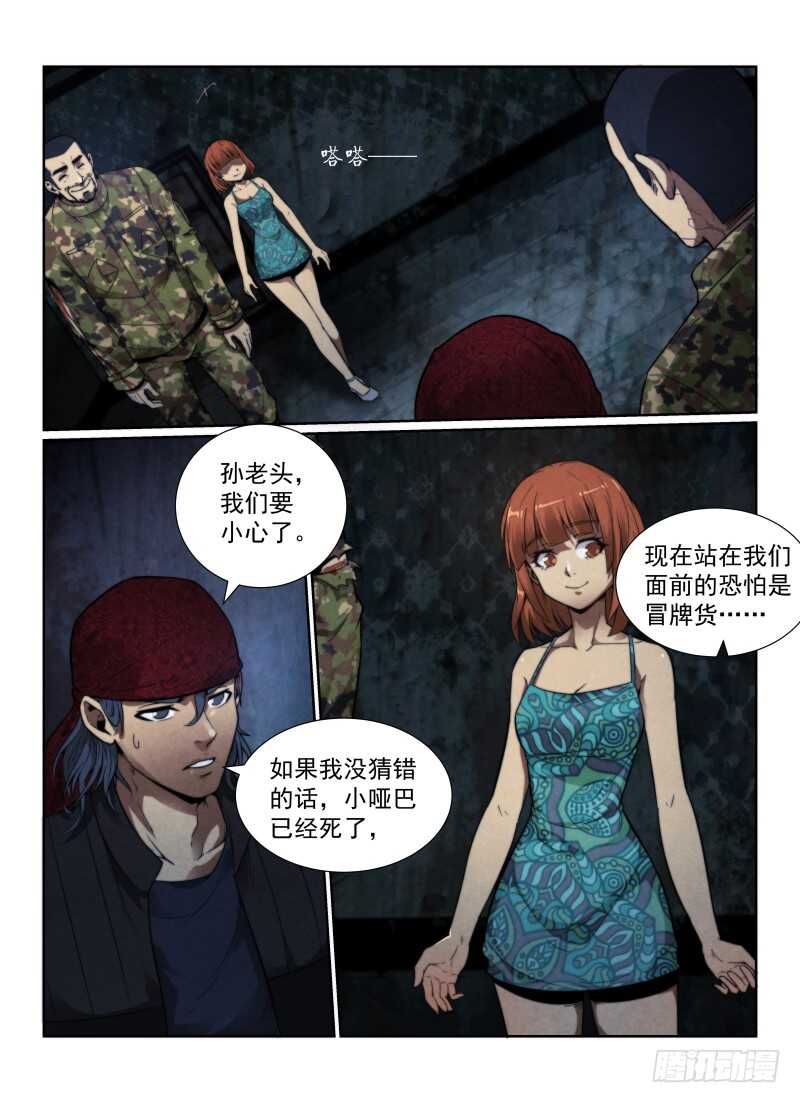 嗒嗒——
孙老头，
我们要
小心了。
如果我没猜错
的话，小哑巴
已经死了，
现在站在我们
面前的恐怕是
冒牌货……
腾讯动漫